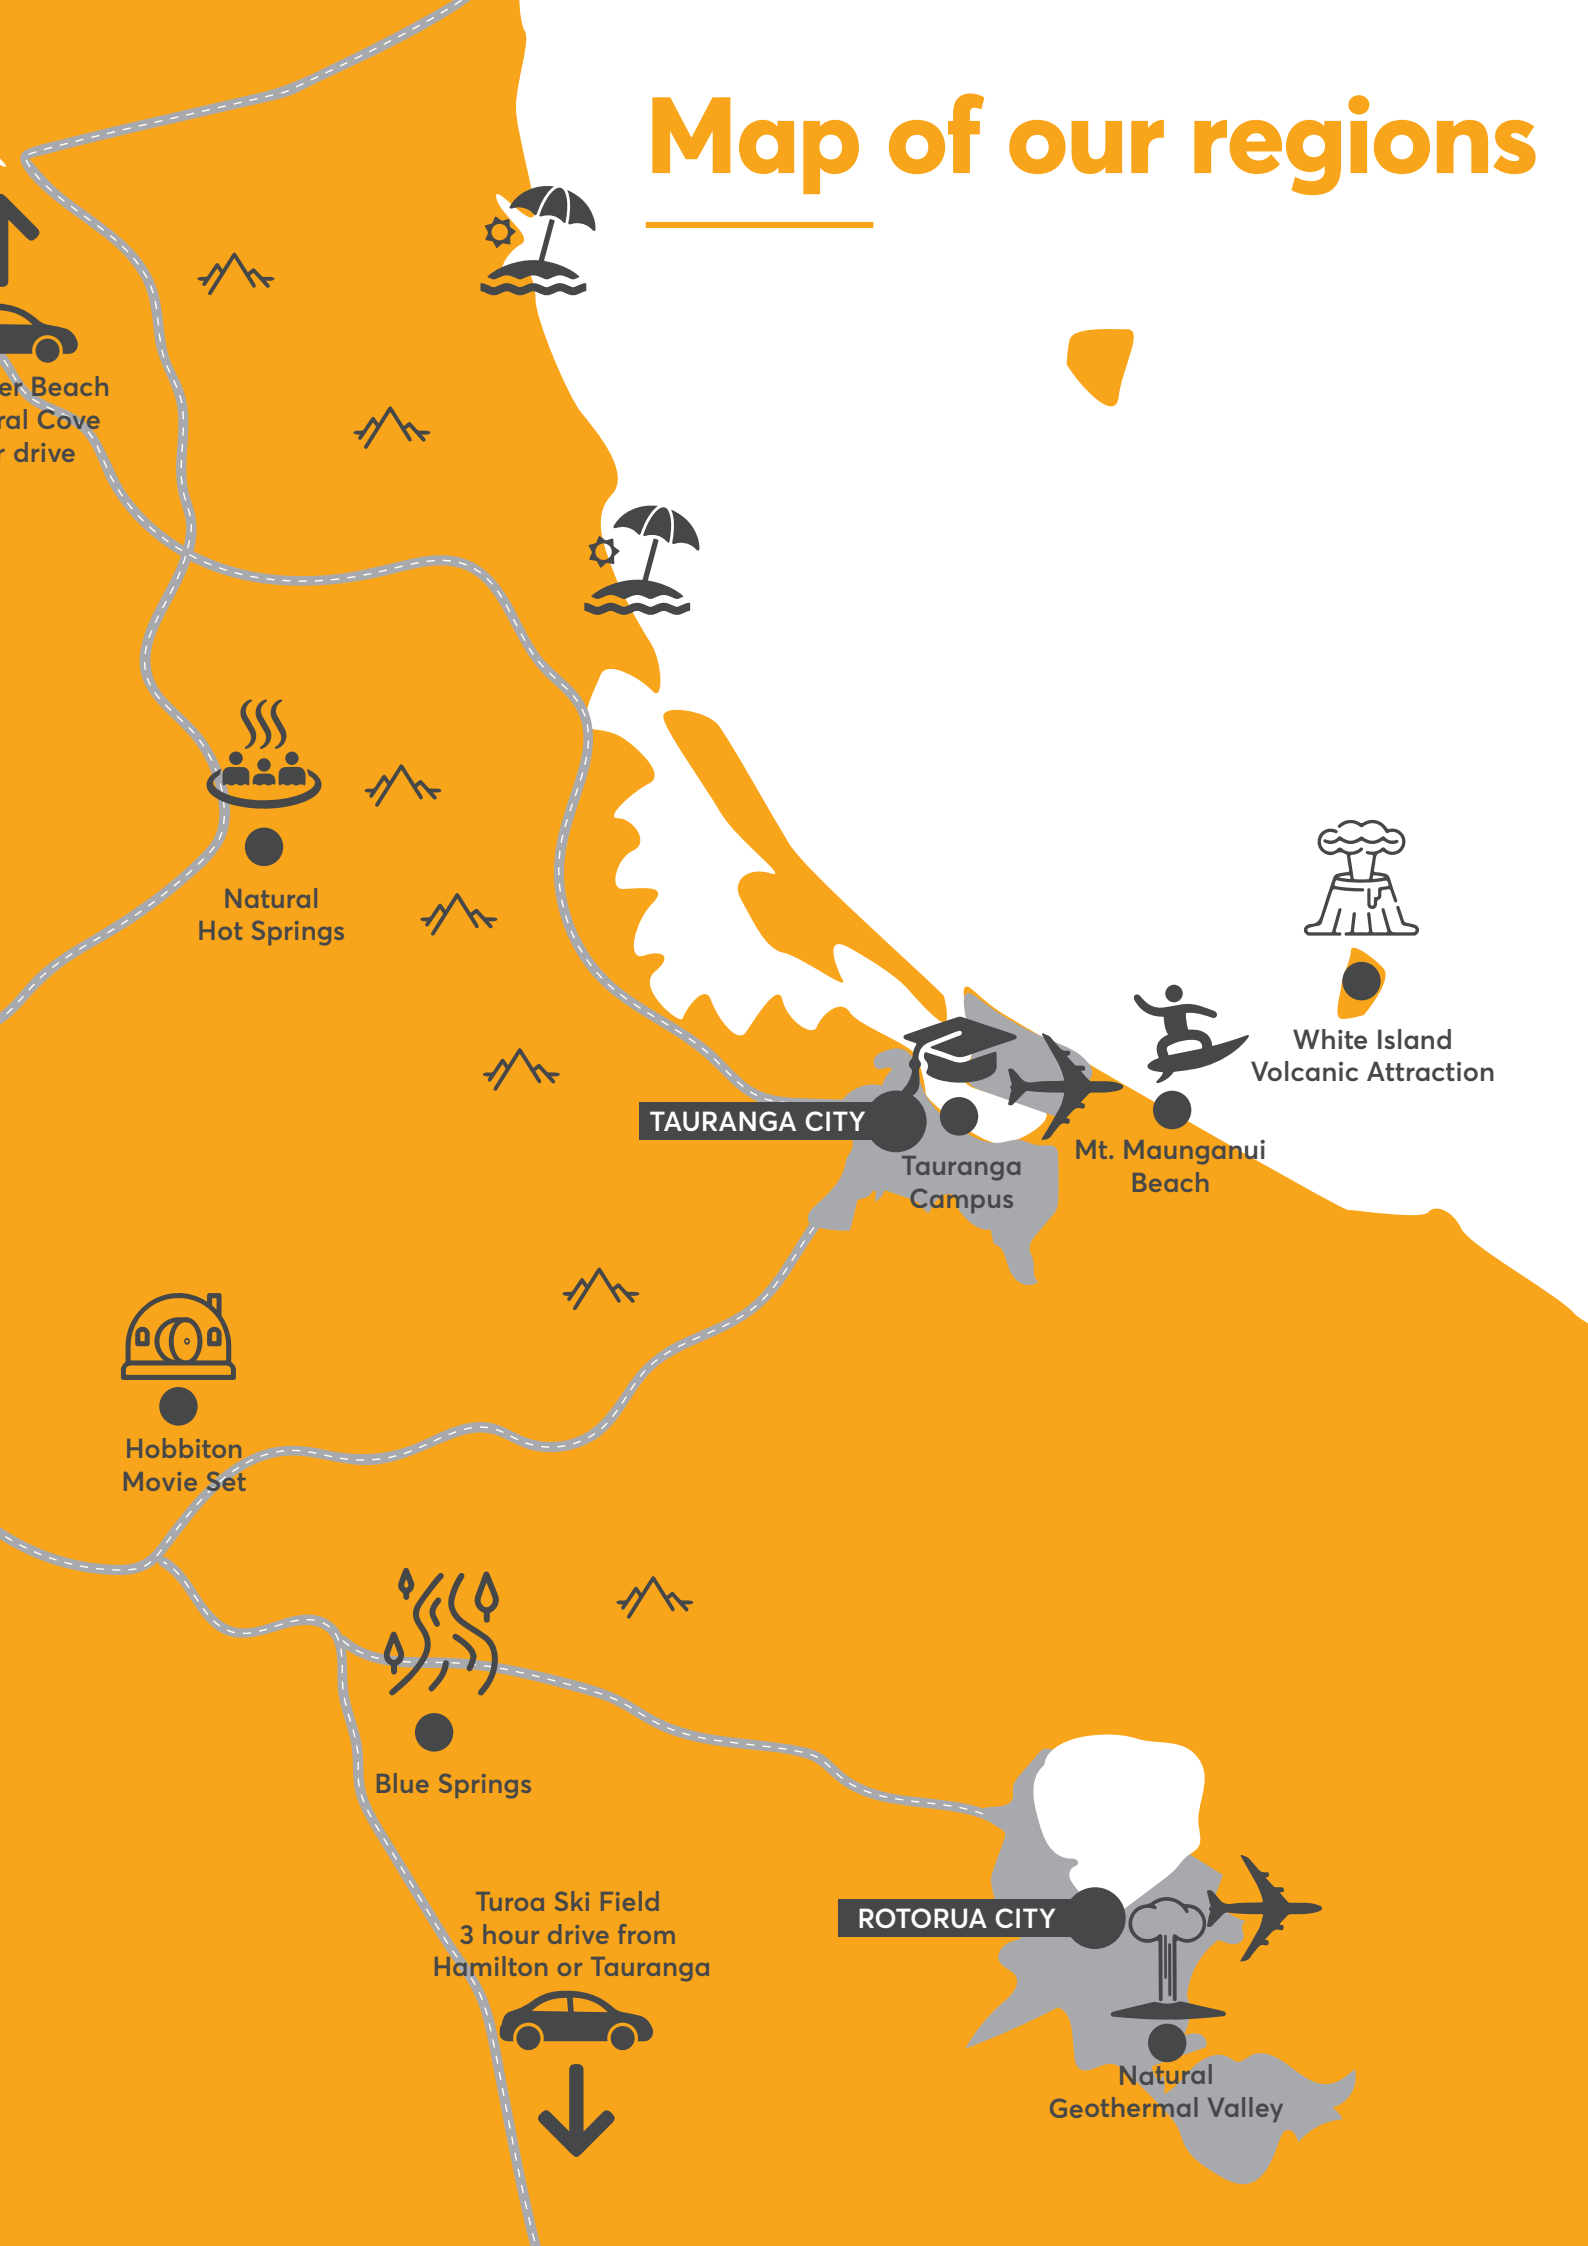 Map of our regions
er Beach
ral Cove
r drive
Natural
Hot Springs
White Island
Volcanic Attraction
TAURANGA CITY
Tauranga
Campus
Mt. Maunganui
Beach
Hobbiton
Movie Set
Blue Springs
Turoa Ski Field
3 hour drive from
Hamilton or Tauranga
ROTORUA CITY
Natural
Geothermal Valley